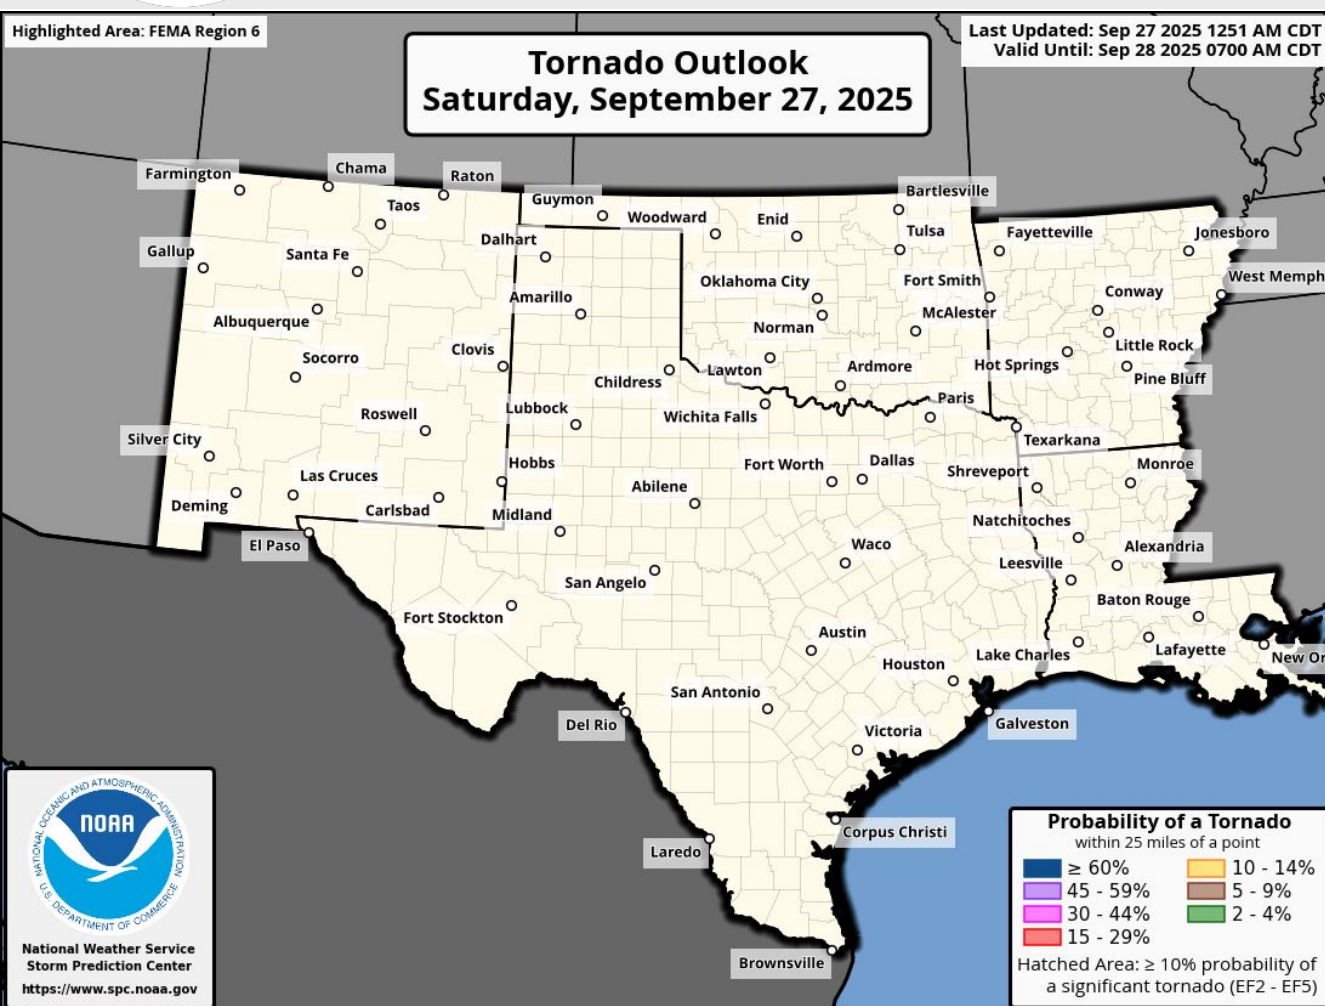 Highlighted Area: FEMA Region 6
Last Updated: Sep 27 2025 1251 AM CDT
Valid Until: Sep 28 2025 0700 AM CDT
Tornado Outlook
Saturday, September 27, 2025
Farmington
Chama
Raton
Taos
Guymon
Woodward
Enid
Bartlesville
Tulsa
Fayetteville
Jonesboro
Gallup
Santa Fe
Dalhart
Oklahoma City
Fort Smith
Conway
West Memph
Albuquerque
Amarillo
Norman
McAlester
Little Rock
Socorro
Clovis
Childress
Lawton
Ardmore
Hot Springs
Pine Bluff
Roswell
Lubbock
Wichita Falls
Paris
Texarkana
Silver City
Las Cruces
Hobbs
Abilene
Fort Worth
Dallas
Shreveport
Monroe
Deming
Carlsbad
Midland
Natchitoches
El Paso
San Angelo
Waco
Leesville
Alexandria
Fort Stockton
Austin
Baton Rouge
Houston
Lake Charles
Lafayette
New Or
San Antonio
Del Rio
Victoria
Galveston
Laredo
Corpus Christi
Brownsville
NATIONAL OCEANIC AND ATMOSPHERIC ADMINISTRATION
NOAA
U.S. DEPARTMENT OF COMMERCE
National Weather Service
Storm Prediction Center
https://www.spc.noaa.gov
Probability of a Tornado
within 25 miles of a point
≥ 60%
10 - 14%
45 - 59%
5 - 9%
30 - 44%
2 - 4%
15 - 29%
Hatched Area: ≥ 10% probability of
a significant tornado (EF2 - EF5)